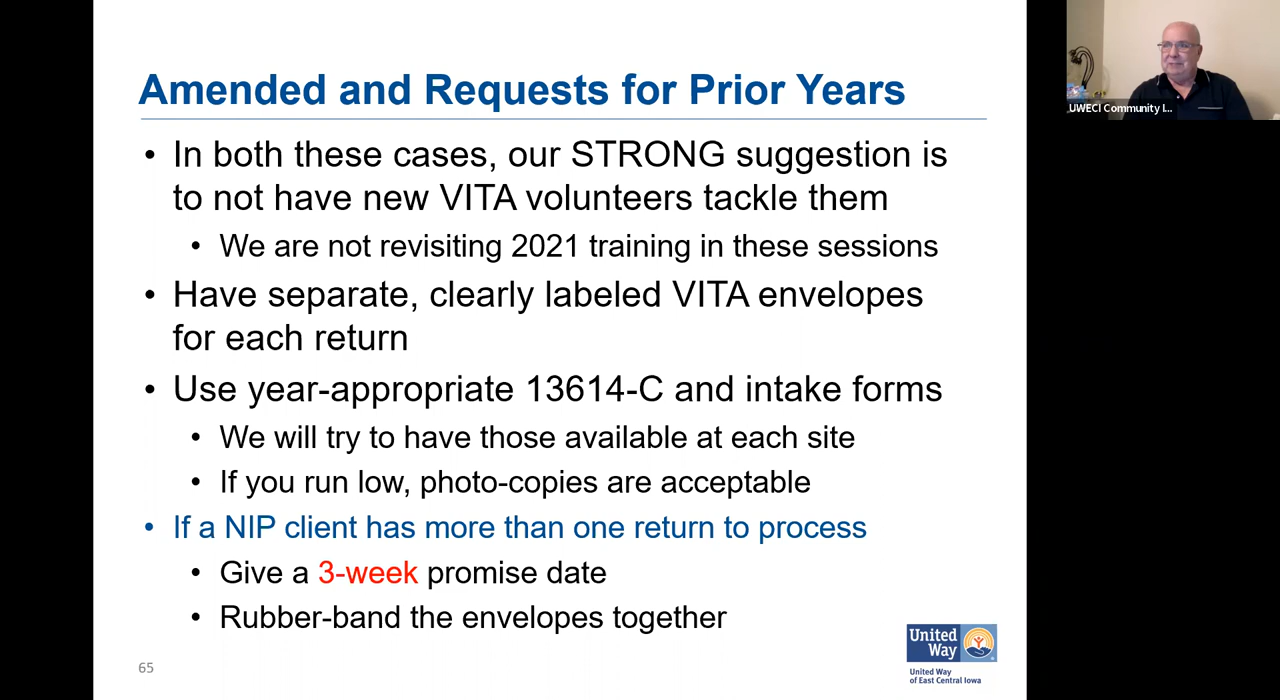 Amended and Requests for Prior Years
• In both these cases, our STRONG suggestion is
to not have new VITA volunteers tackle them
• We are not revisiting 2021 training in these sessions
• Have separate, clearly labeled VITA envelopes
for each return
• Use year-appropriate 13614-C and intake forms
• We will try to have those available at each site
• If you run low, photo-copies are acceptable
• If a NIP client has more than one return to process
• Give a 3-week promise date
• Rubber-band the envelopes together
65
United
Way
United Way
of East Central Iowa
UWECI Community I...